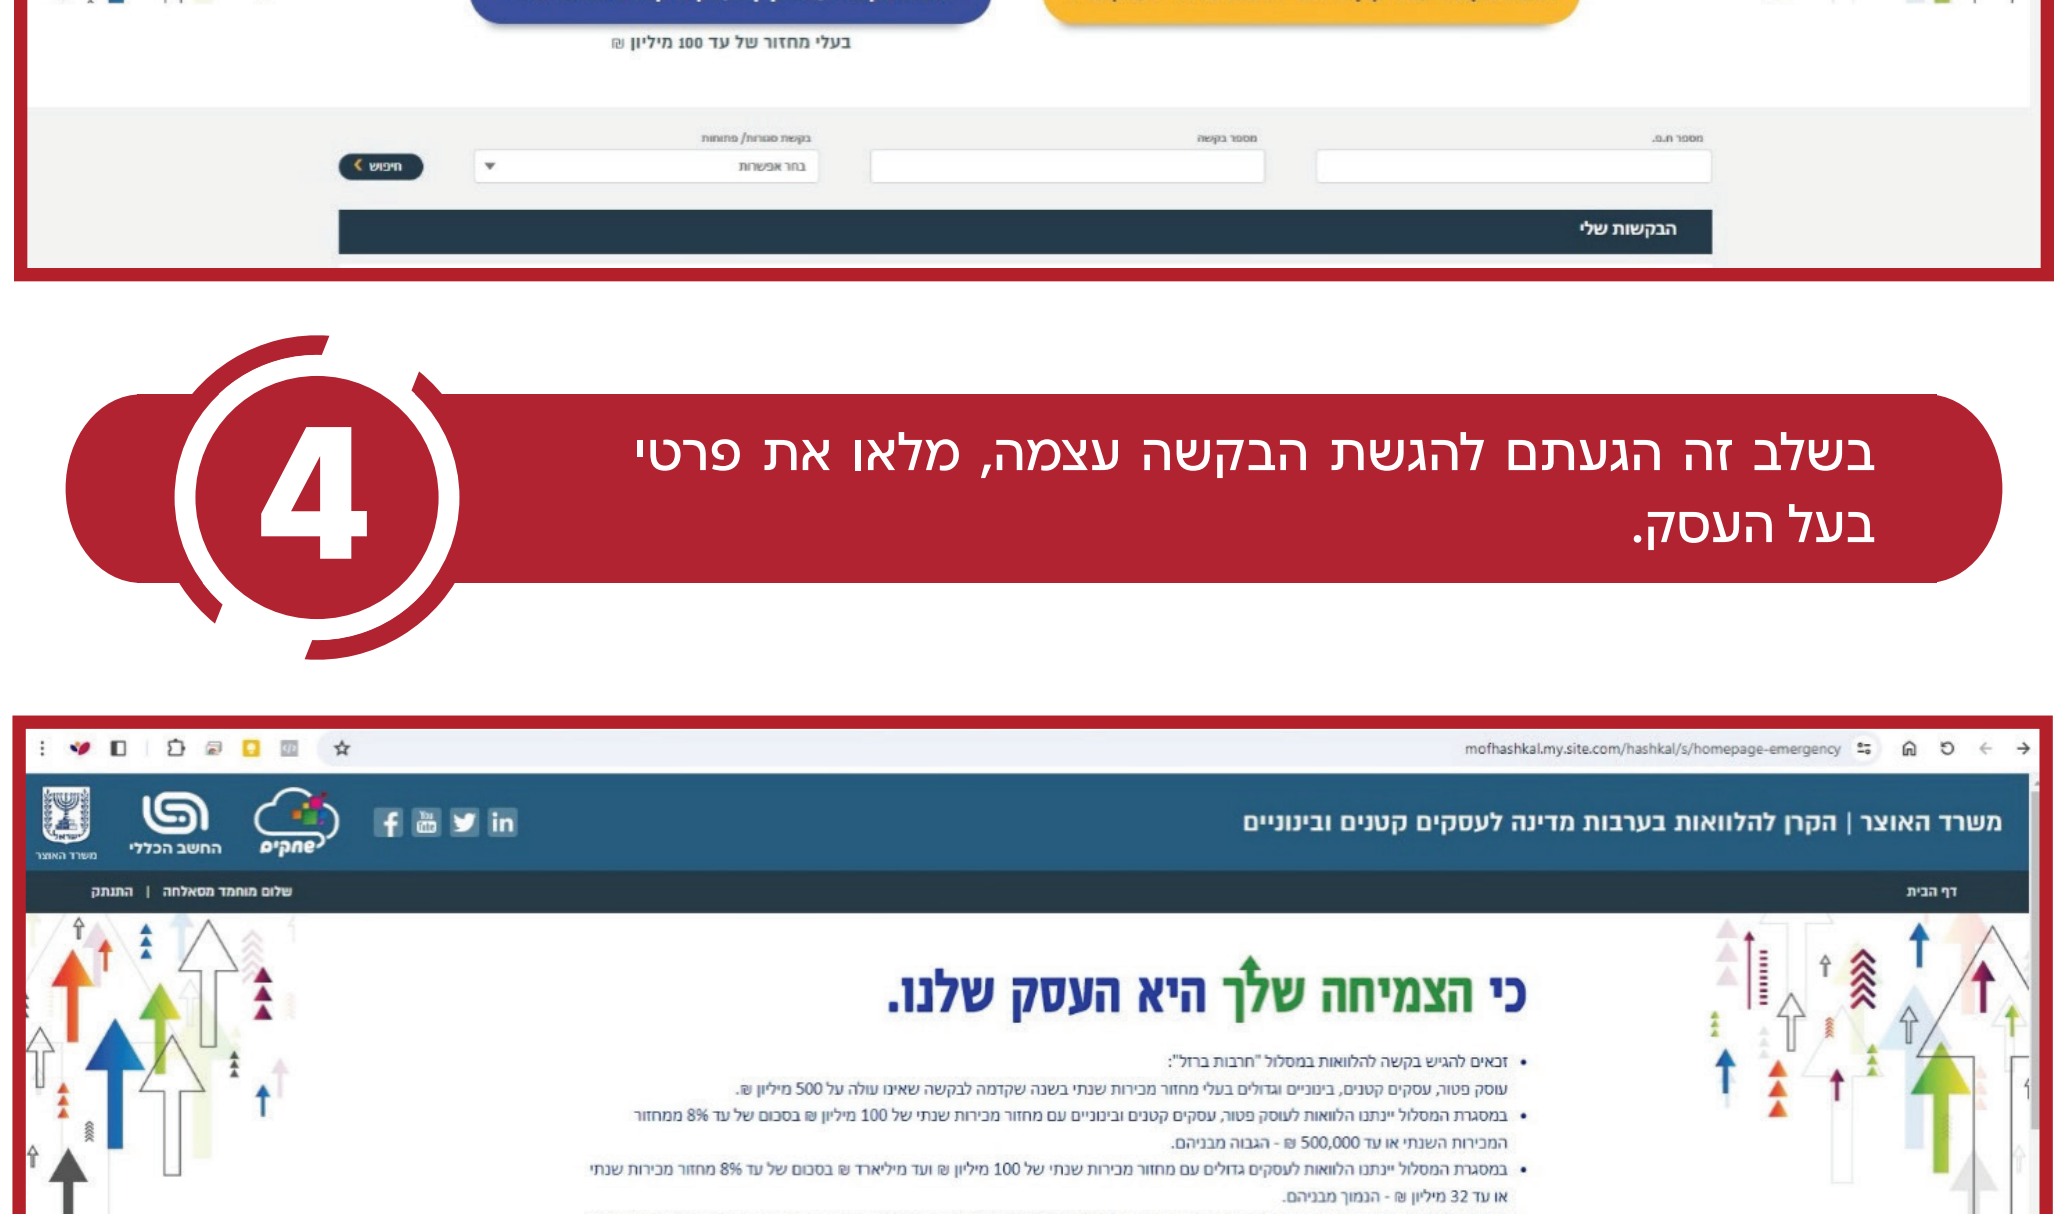 בעלי מחזור של עד 100 מיליון ₪
מספר ח.פ.
מספר בקשה
בקשת סגורות/ פתוחות
בחר אפשרות
חיפוש
הבקשות שלי
4
בשלב זה הגעתם להגשת הבקשה עצמה, מלאו את פרטי
בעל העסק.
mofhashkal.my.site.com/hashkal/s/homepage-emergency
משרד האוצר | הקרן להלוואות בערבות מדינה לעסקים קטנים ובינוניים
in
You Tube
f
שחקים
החשב הכללי
משרד האוצר
דף הבית
שלום מוחמד מסאלחה | התנתק
כי הצמיחה שלך היא העסק שלנו.
• זכאים להגיש בקשה להלוואות במסלול "חרבות ברזל":
עוסק פטור, עסקים קטנים, בינוניים וגדולים בעלי מחזור מכירות שנתי בשנה שקדמה לבקשה שאינו עולה על 500 מיליון ₪.
• במסגרת המסלול יינתנו הלוואות לעוסק פטור, עסקים קטנים ובינוניים עם מחזור מכירות שנתי של 100 מיליון ₪ בסכום של עד 8% ממחזור
המכירות השנתי או עד 500,000 ₪ - הגבוה מבניהם.
• במסגרת המסלול יינתנו הלוואות לעסקים גדולים עם מחזור מכירות שנתי של 100 מיליון ₪ ועד מיליארד ₪ בסכום של עד 8% מחזור מכירות שנתי
או עד 32 מיליון ₪ - הנמוך מבניהם.